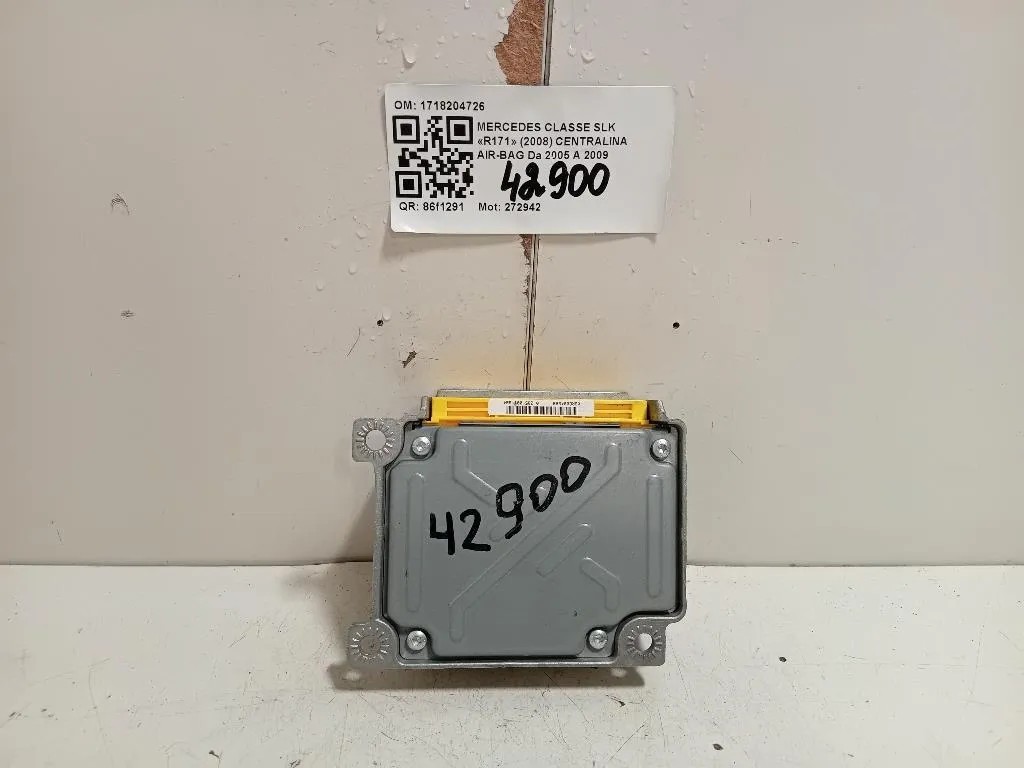 OM: 1718204726
MERCEDES CLASSE SLK
«R171» (2008) CENTRALINA
AIR-BAG Da 2005 A 2009
42900
QR: 86f1291 Mot: 272942
42900